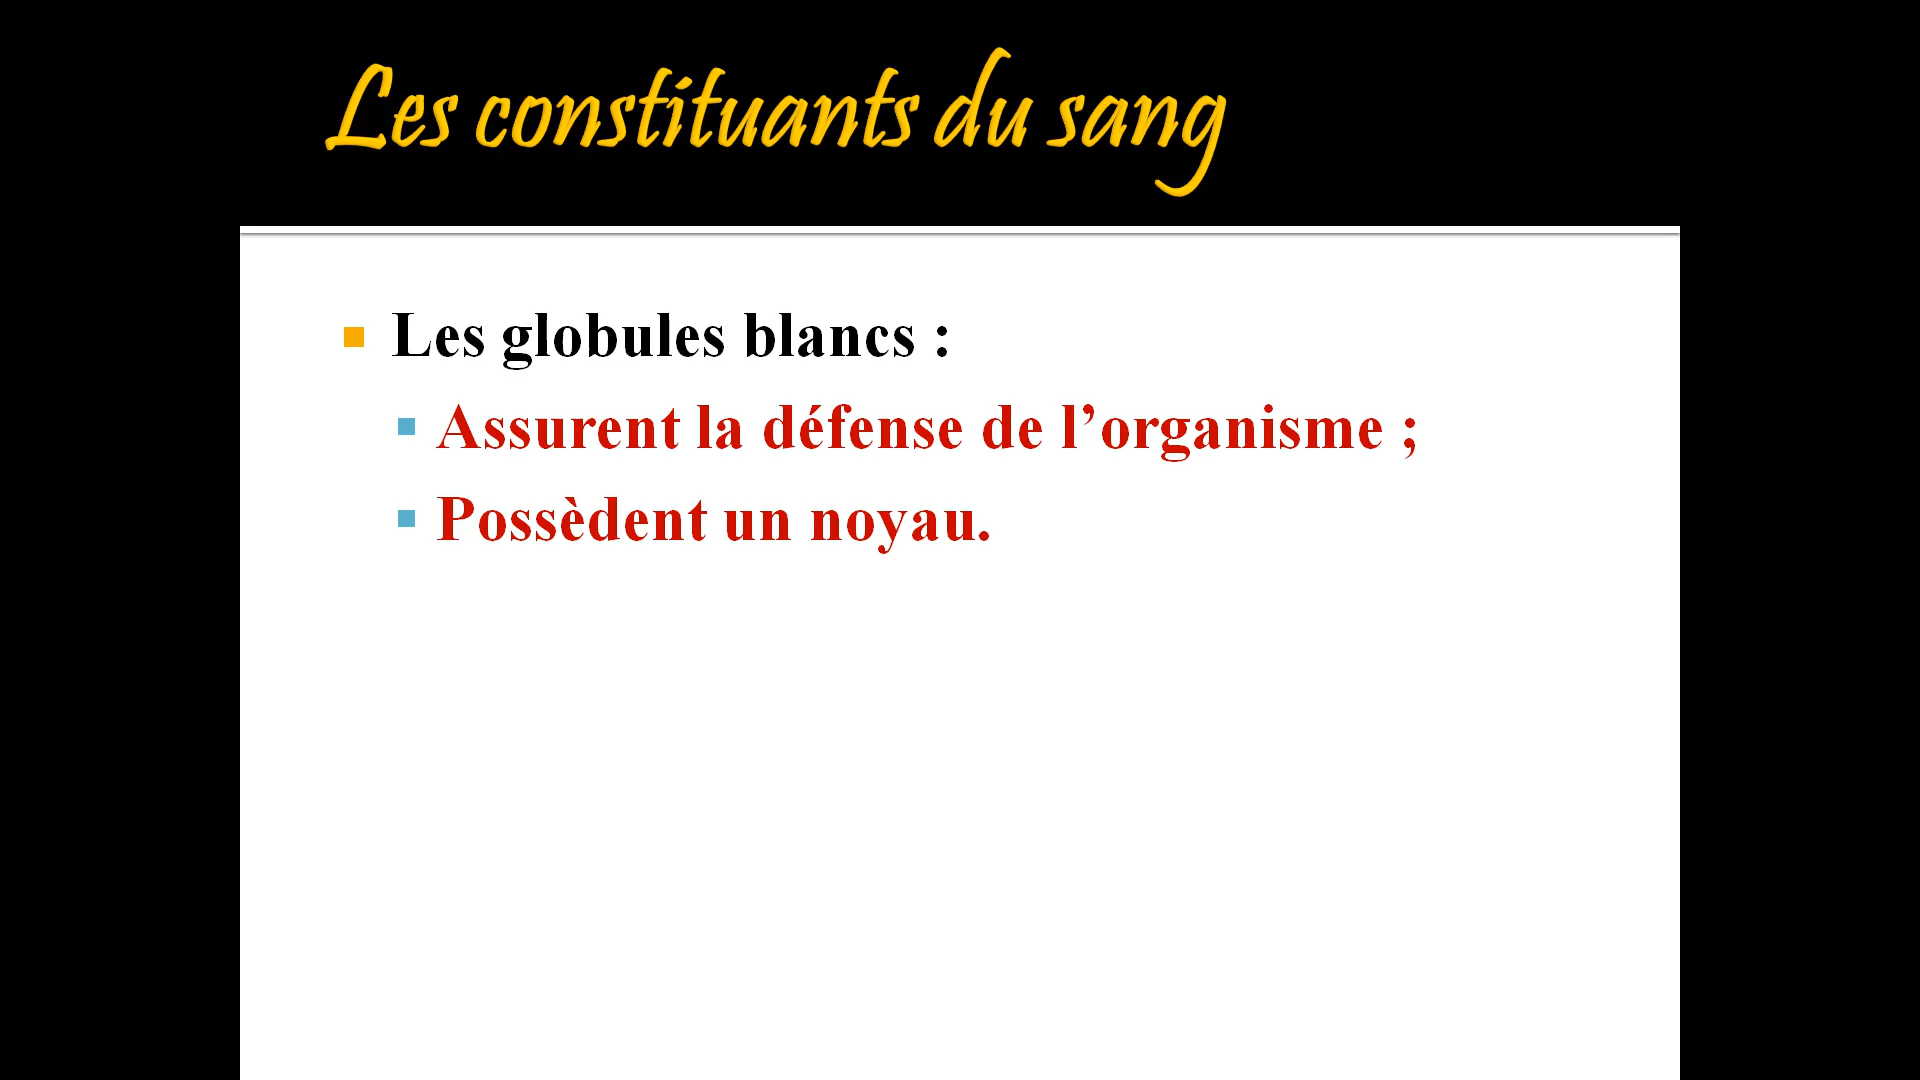 Les constituants du sang
Les globules blancs :
Assurent la défense de l’organisme ;
Possèdent un noyau.